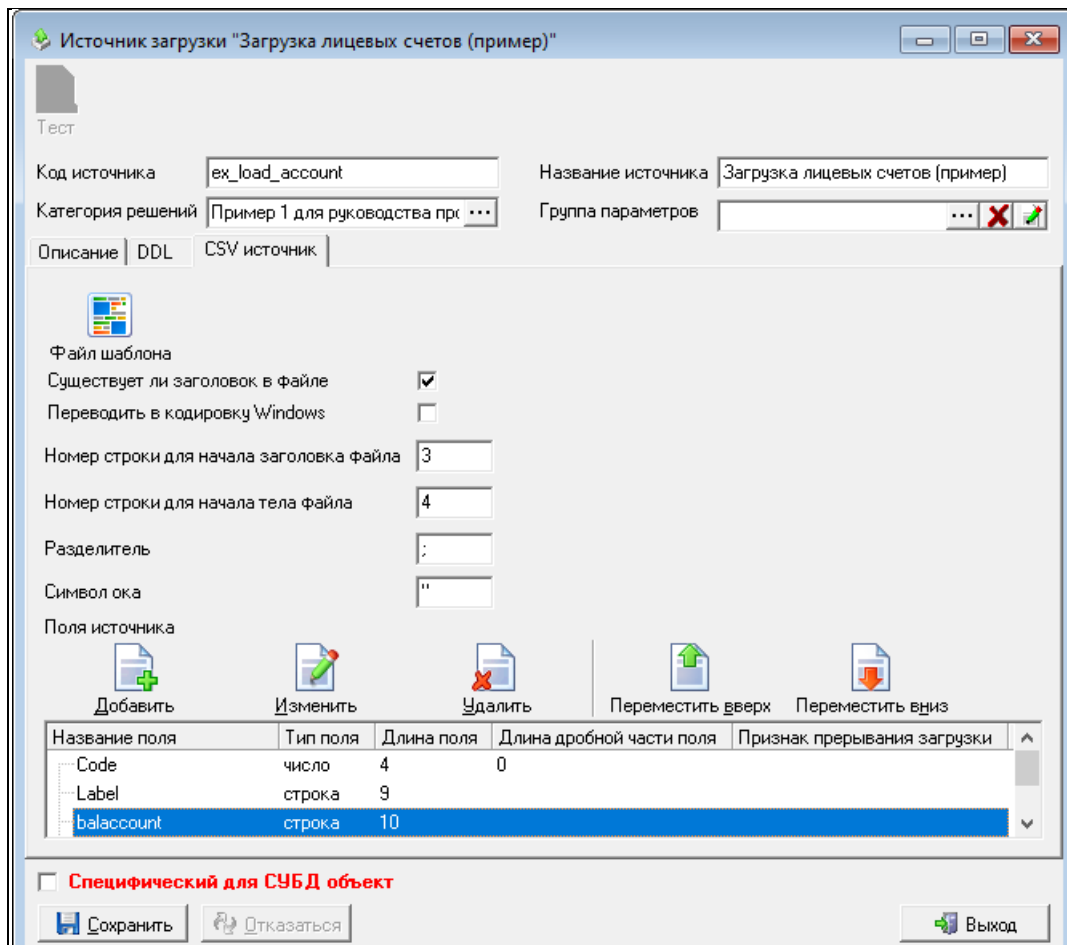 Источник загрузки "Загрузка лицевых счетов (пример)"
Тест
Код источника ex_load_account Название источника Загрузка лицевых счетов (пример)
Категория решений Пример 1 для руководства прс ... Группа параметров ...
Описание DDL CSV источник
Файл шаблона
Существует ли заголовок в файле
Переводить в кодировку Windows
Номер строки для начала заголовка файла 3
Номер строки для начала тела файла 4
Разделитель ;
Символ ока "
Поля источника
Добавить Изменить Удалить Переместить вверх Переместить вниз
Название поля Тип поля Длина поля Длина дробной части поля Признак прерывания загрузки
Code число 4 0
Label строка 9
balaccount строка 10
Специфический для СУБД объект
Сохранить Отказаться Выход